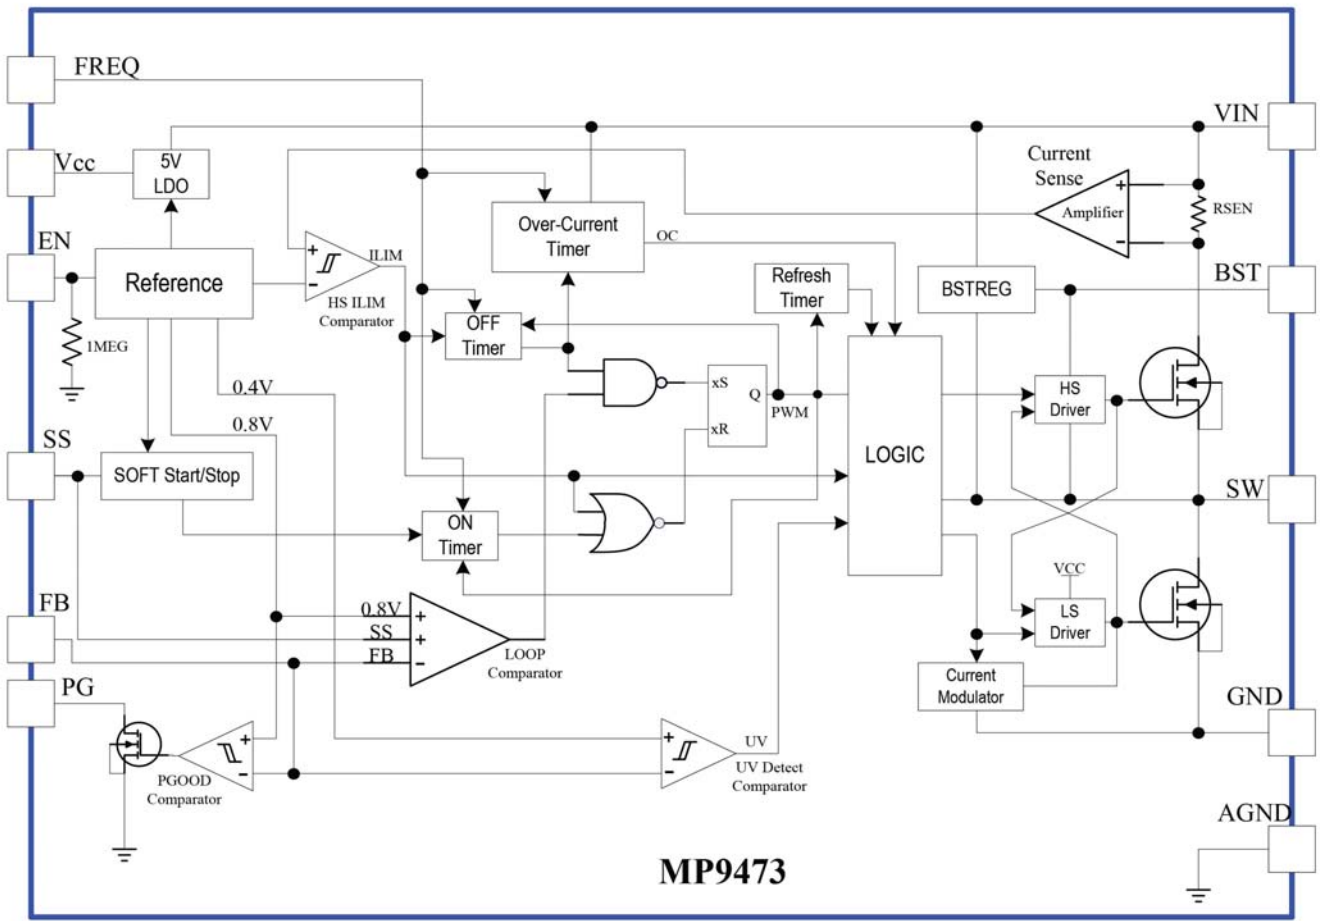 FREQ
VIN
Vcc
5V
LDO
Current
Sense
+
Amplifier
-
RSEN
EN
Reference
+
-
ILIM
HS ILIM
Comparator
Over-Current
Timer
OC
Refresh
Timer
BSTREG
BST
1MEG
OFF
Timer
0.4V
0.8V
xS
Q
xR
PWM
HS
Driver
SS
SOFT Start/Stop
LOGIC
SW
ON
Timer
VCC
LS
Driver
FB
0.8V
+
SS
+
FB
-
LOOP
Comparator
Current
Modulator
PG
GND
+
-
PGOOD
Comparator
+
-
UV
UV Detect
Comparator
AGND
MP9473